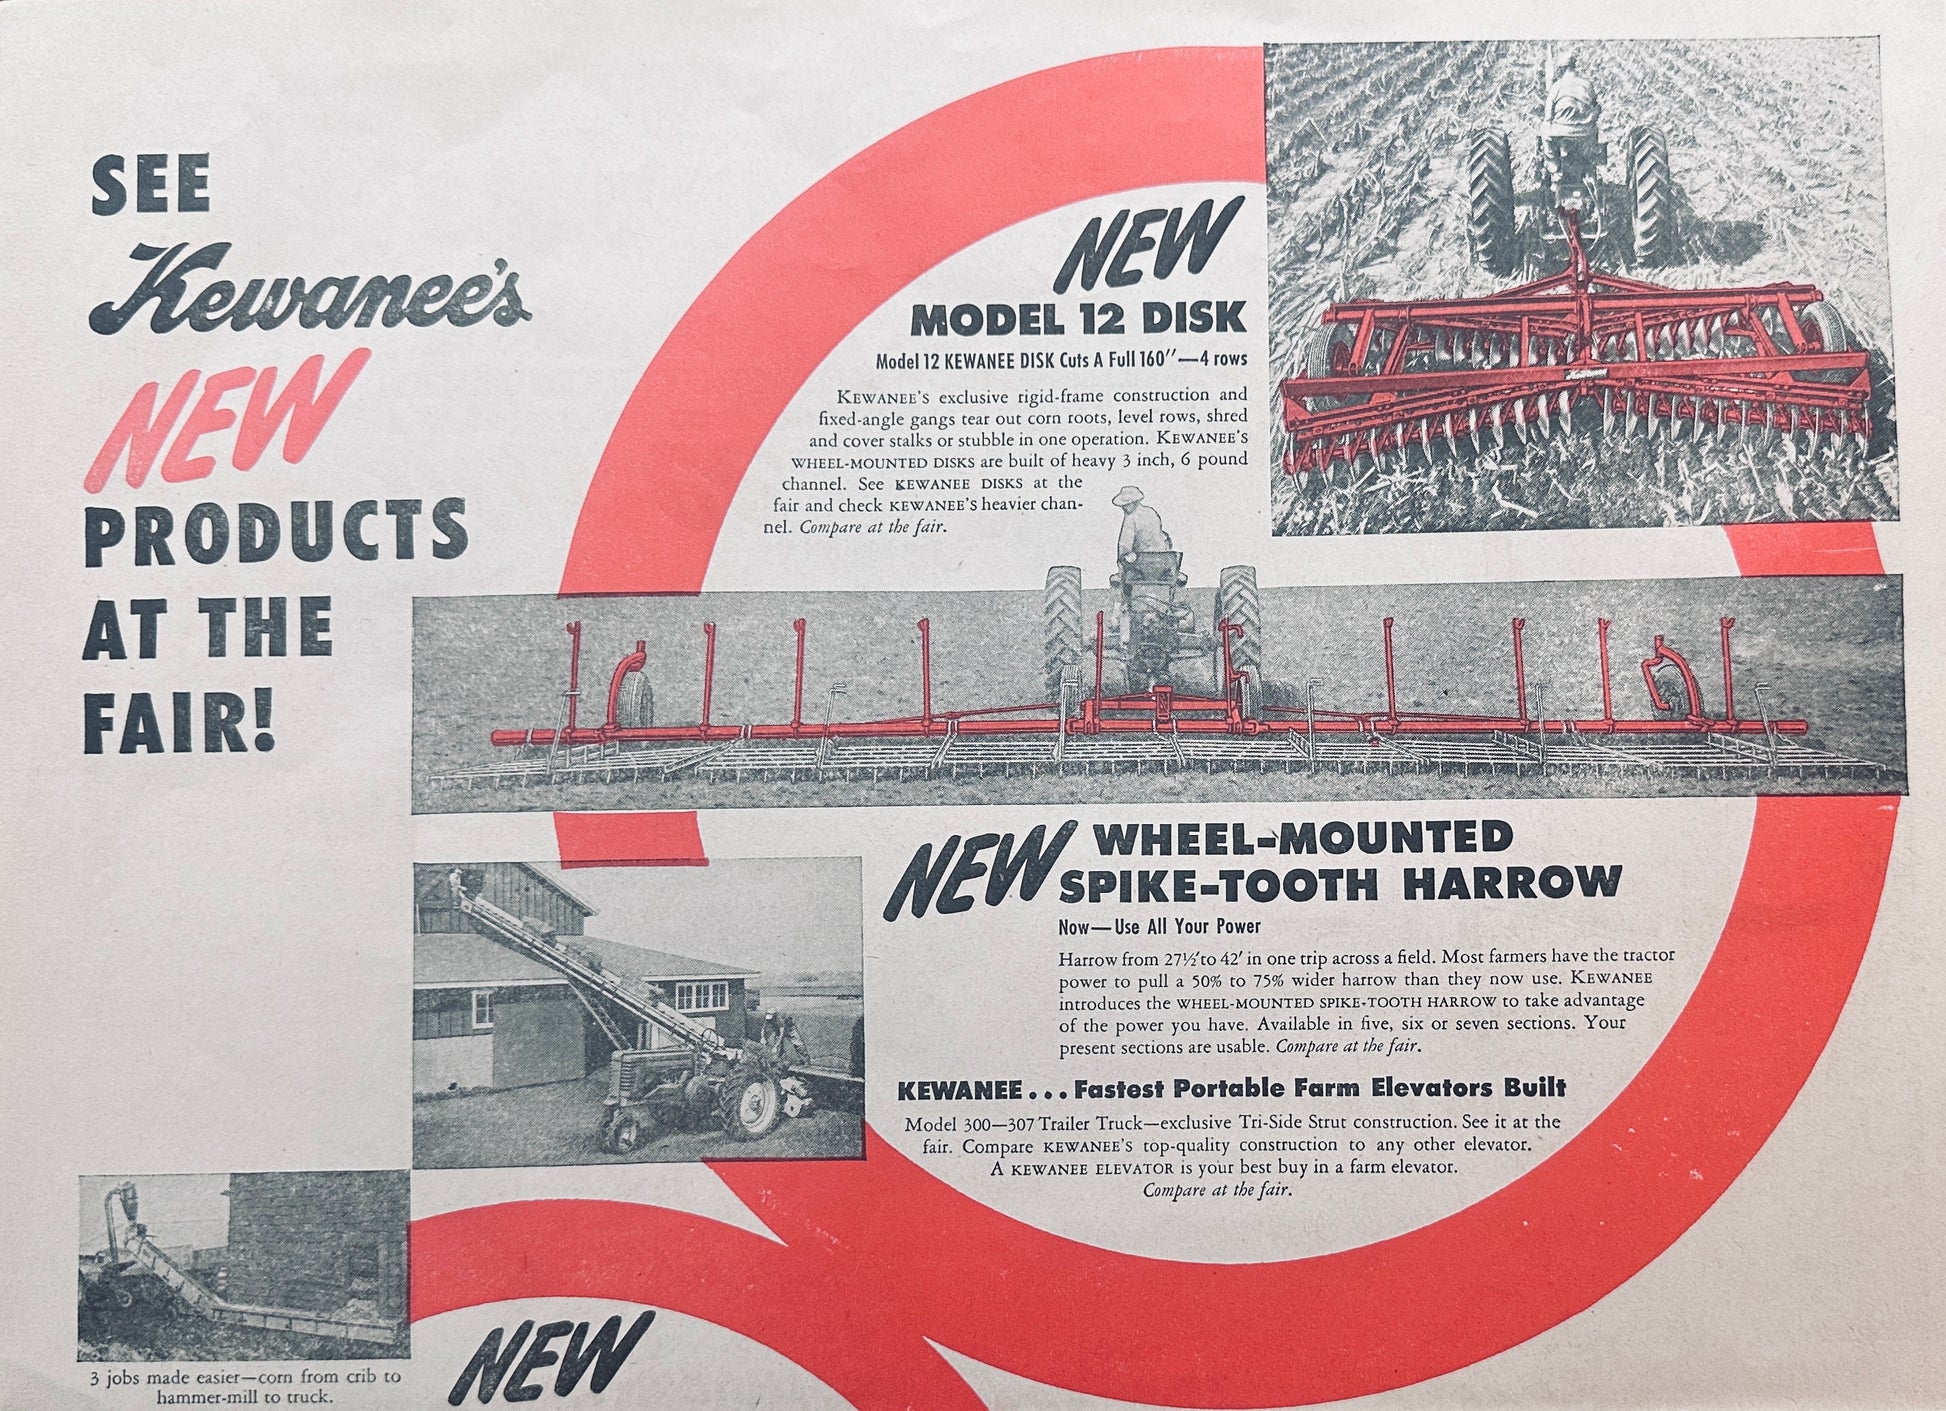 SEE
Kewanee's
NEW
PRODUCTS
AT THE
FAIR!
NEW
MODEL 12 DISK
Model 12 KEWANEE DISK Cuts A Full 160″—4 rows
KEWANEE'S exclusive rigid-frame construction and
fixed-angle gangs tear out corn roots, level rows, shred
and cover stalks or stubble in one operation. KEWANEE'S
WHEEL-MOUNTED DISKS are built of heavy 3 inch, 6 pound
channel. See KEWANEE DISKS at the
fair and check KEWANEE'S heavier chan-
nel. Compare at the fair.
NEW WHEEL-MOUNTED
SPIKE-TOOTH HARROW
Now—Use All Your Power
Harrow from 27½′ to 42′ in one trip across a field. Most farmers have the tractor
power to pull a 50% to 75% wider harrow than they now use. KEWANEE
introduces the WHEEL-MOUNTED SPIKE-TOOTH HARROW to take advantage
of the power you have. Available in five, six or seven sections. Your
present sections are usable. Compare at the fair.
KEWANEE... Fastest Portable Farm Elevators Built
Model 300—307 Trailer Truck—exclusive Tri-Side Strut construction. See it at the
fair. Compare KEWANEE'S top-quality construction to any other elevator.
A KEWANEE ELEVATOR is your best buy in a farm elevator.
Compare at the fair.
3 jobs made easier—corn from crib to
hammer-mill to truck.
NEW